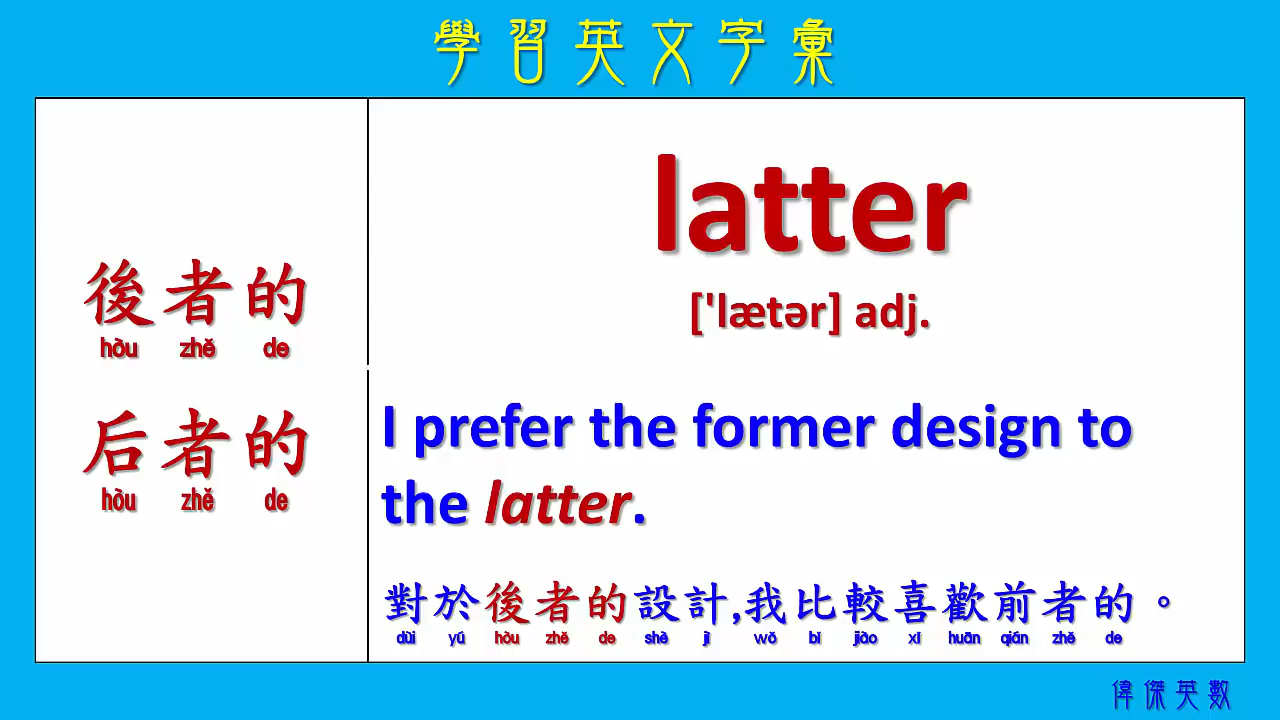 學習英文字彙
後者的
hòu zhě de
后者的
hòu zhě de
latter
['lætər] adj.
I prefer the former design to
the latter.
對於後者的設計,我比較喜歡前者的。
dùi yú hòu zhě de shè jì wǒ bǐ jiào xǐ huān qián zhě de
偉傑英數